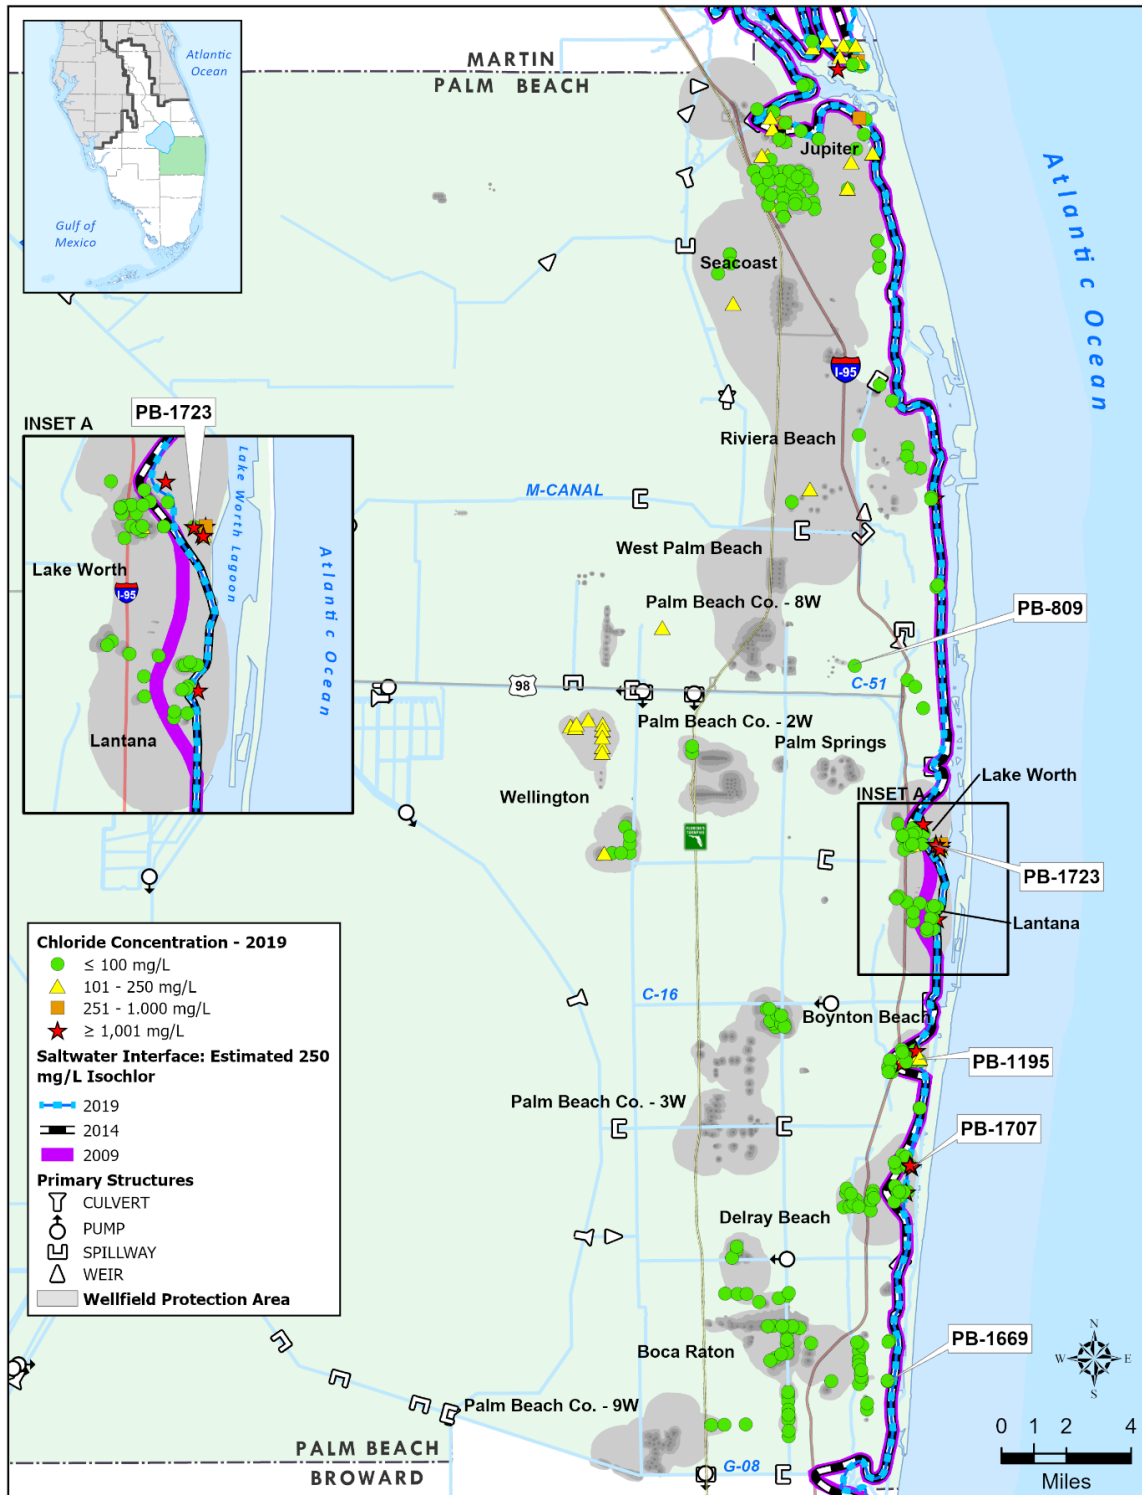 MARTIN
PALM BEACH
Atlantic
Ocean
Gulf of
Mexico
Jupiter
Atlantic Ocean
Seacoast
I-95
Riviera Beach
M-CANAL
West Palm Beach
Palm Beach Co. - 8W
PB-809
C-51
98
Palm Beach Co. - 2W
Palm Springs
Wellington
INSET A
Lake Worth
PB-1723
Lantana
C-16
Boynton Beach
PB-1195
Palm Beach Co. - 3W
PB-1707
Delray Beach
Boca Raton
PB-1669
Palm Beach Co. - 9W
PALM BEACH
BROWARD
G-08
N
W E
S
0 1 2 4
Miles
INSET A
PB-1723
Lake Worth Lagoon
Atlantic Ocean
Lake Worth
I-95
Lantana
Chloride Concentration - 2019
≤ 100 mg/L
101 - 250 mg/L
251 - 1.000 mg/L
≥ 1,001 mg/L
Saltwater Interface: Estimated 250
mg/L Isochlor
2019
2014
2009
Primary Structures
CULVERT
PUMP
SPILLWAY
WEIR
Wellfield Protection Area